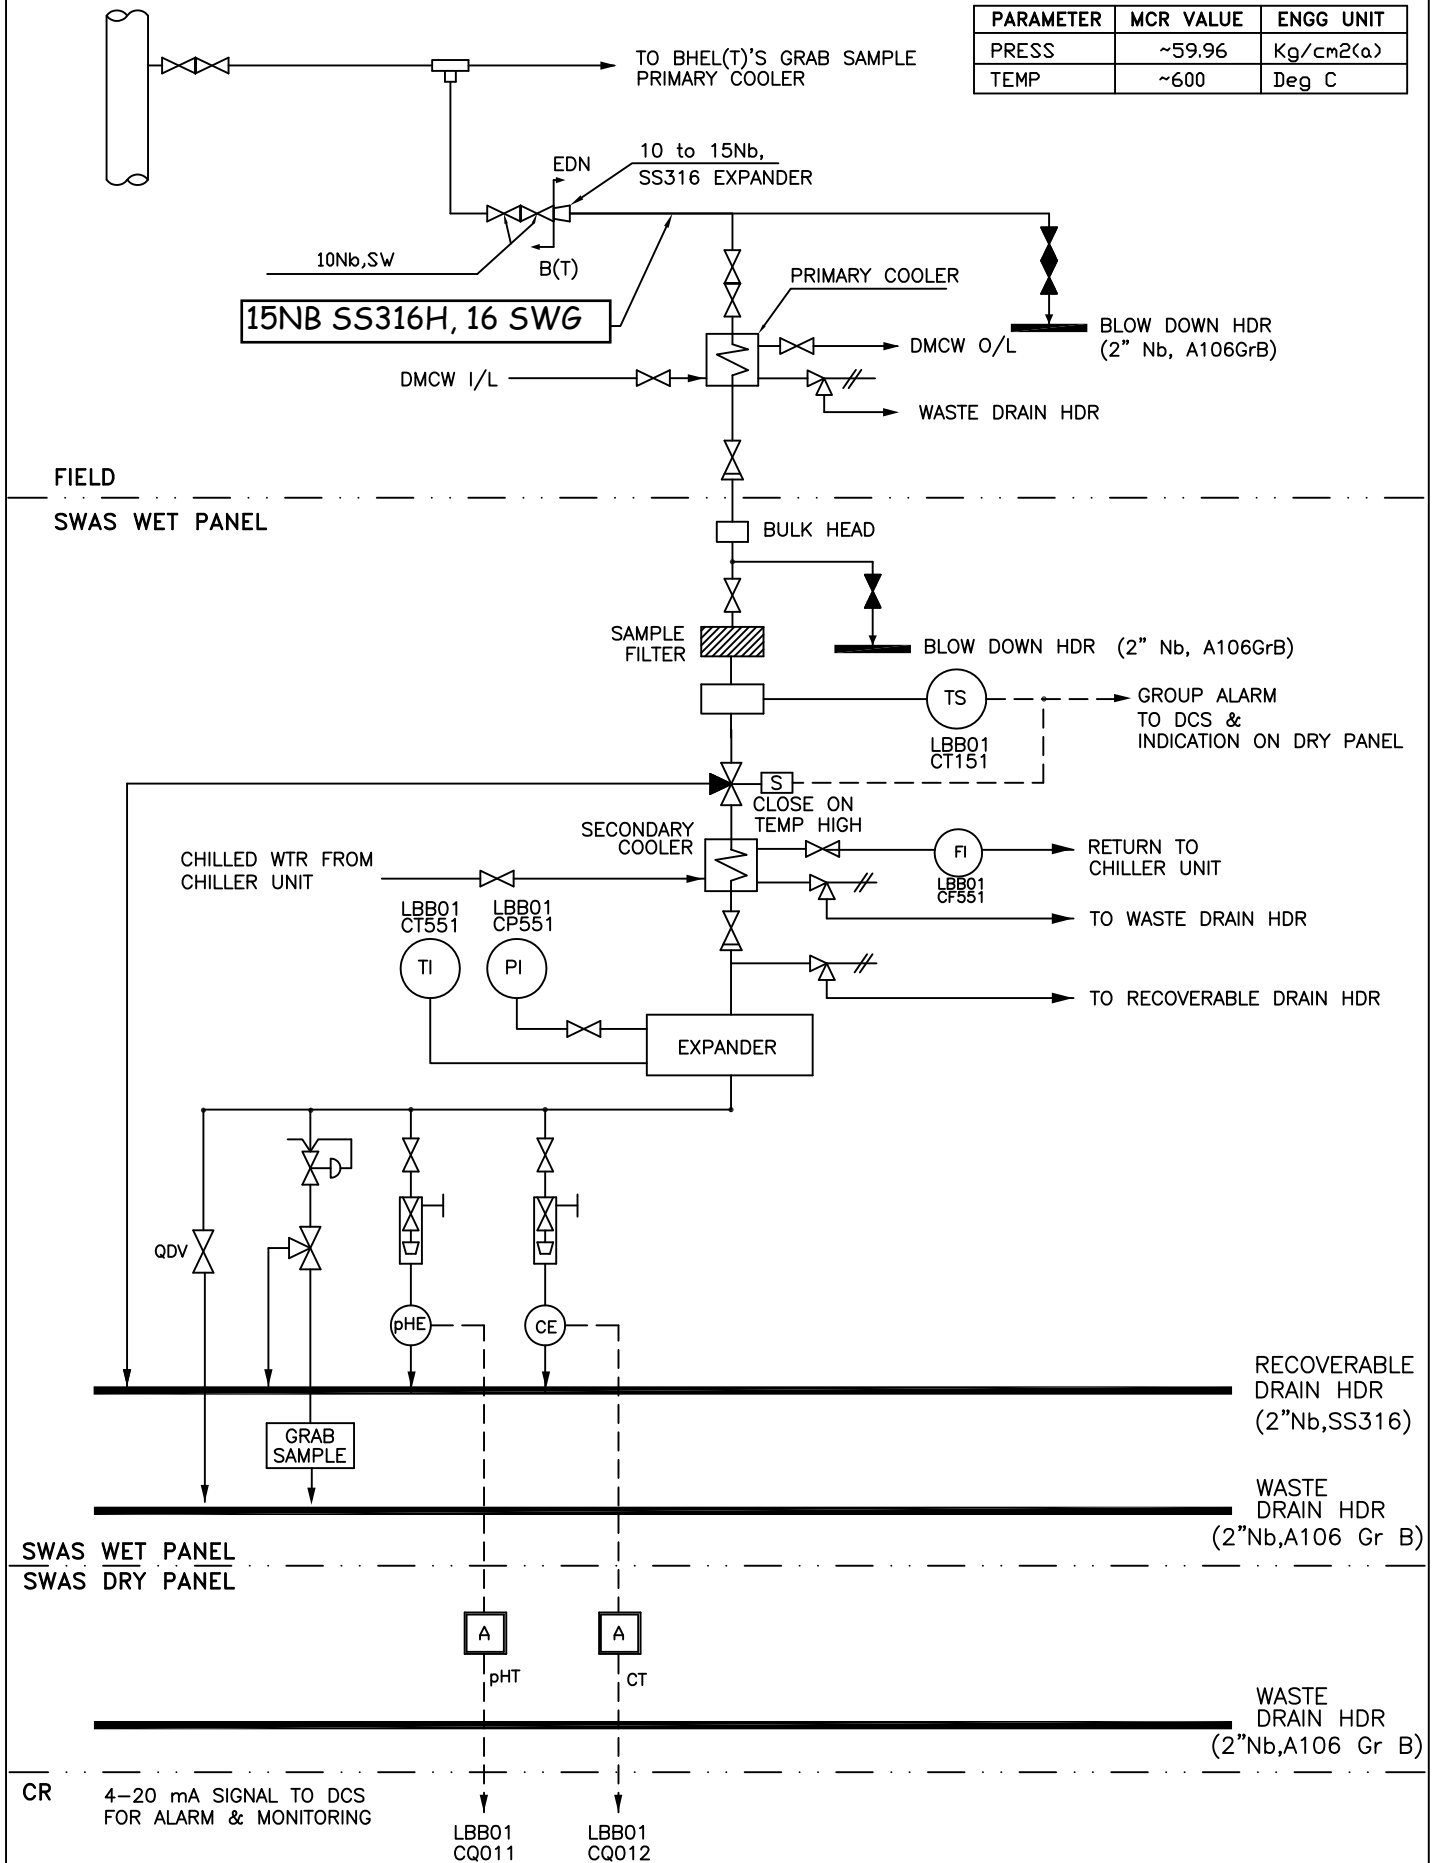 PARAMETER MCR VALUE ENGG UNIT
PRESS ~59.96 Kg/cm2(a)
TEMP ~600 Deg C
TO BHEL(T)'S GRAB SAMPLE
PRIMARY COOLER
10 to 15Nb,
SS316 EXPANDER
EDN
10Nb,SW
B(T)
15NB SS316H, 16 SWG
PRIMARY COOLER
BLOW DOWN HDR
(2” Nb, A106GrB)
DMCW O/L
DMCW I/L
WASTE DRAIN HDR
FIELD
SWAS WET PANEL
BULK HEAD
SAMPLE
FILTER
BLOW DOWN HDR (2” Nb, A106GrB)
TS
LBB01
CT151
GROUP ALARM
TO DCS &
INDICATION ON DRY PANEL
S
CLOSE ON
TEMP HIGH
SECONDARY
COOLER
CHILLED WTR FROM
CHILLER UNIT
FI
LBB01
CF551
RETURN TO
CHILLER UNIT
LBB01
CT551
LBB01
CP551
TO WASTE DRAIN HDR
TI
PI
TO RECOVERABLE DRAIN HDR
EXPANDER
QDV
pHE
CE
RECOVERABLE
DRAIN HDR
(2”Nb,SS316)
GRAB
SAMPLE
WASTE
DRAIN HDR
(2”Nb,A106 Gr B)
SWAS WET PANEL
SWAS DRY PANEL
A
A
pHT
CT
WASTE
DRAIN HDR
(2”Nb,A106 Gr B)
CR
4–20 mA SIGNAL TO DCS
FOR ALARM & MONITORING
LBB01
CQ011
LBB01
CQ012